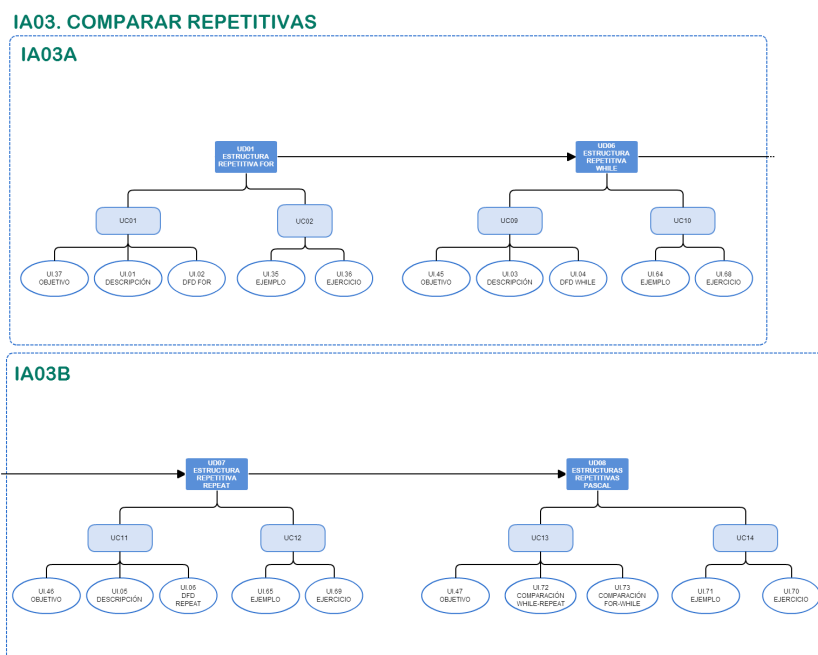 IA03. COMPARAR REPETITIVAS
IA03A
UD01
ESTRUCTURA
REPETITIVA FOR
UD06
ESTRUCTURA
REPETITIVA
WHILE
UC01
UC02
UC09
UC10
UI.37
OBJETIVO
UI.01
DESCRIPCIÓN
UI.02
DFD FOR
UI.35
EJEMPLO
UI.36
EJERCICIO
UI.45
OBJETIVO
UI.03
DESCRIPCIÓN
UI.04
DFD WHILE
UI.64
EJEMPLO
UI.68
EJERCICIO
IA03B
UD07
ESTRUCTURA
REPETITIVA
REPEAT
UD08
ESTRUCTURAS
REPETITIVAS
PASCAL
UC11
UC12
UC13
UC14
UI.46
OBJETIVO
UI.05
DESCRIPCIÓN
UI.06
DFD
REPEAT
UI.65
EJEMPLO
UI.69
EJERCICIO
UI.47
OBJETIVO
UI.72
COMPARACIÓN
WHILE-REPEAT
UI.73
COMPARACIÓN
FOR-WHILE
UI.71
EJEMPLO
UI.70
EJERCICIO